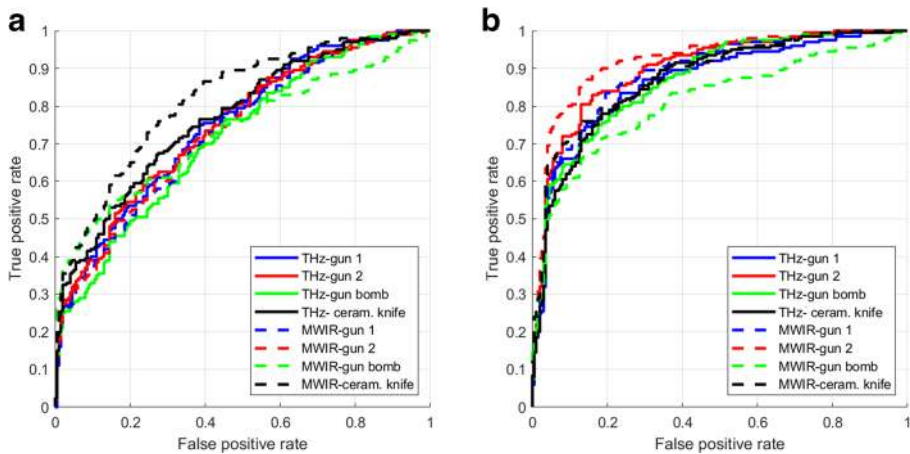 a
1
0.9
0.8
0.7
0.6
0.5
0.4
0.3
0.2
0.1
0
True positive rate
THz-gun 1
THz-gun 2
THz-gun bomb
THz- ceram. knife
MWIR-gun 1
MWIR-gun 2
MWIR-gun bomb
MWIR-ceram. knife
0 0.2 0.4 0.6 0.8 1
False positive rate
b
1
0.9
0.8
0.7
0.6
0.5
0.4
0.3
0.2
0.1
0
True positive rate
THz-gun 1
THz-gun 2
THz-gun bomb
THz- ceram. knife
MWIR-gun 1
MWIR-gun 2
MWIR-gun bomb
MWIR-ceram. knife
0 0.2 0.4 0.6 0.8 1
False positive rate